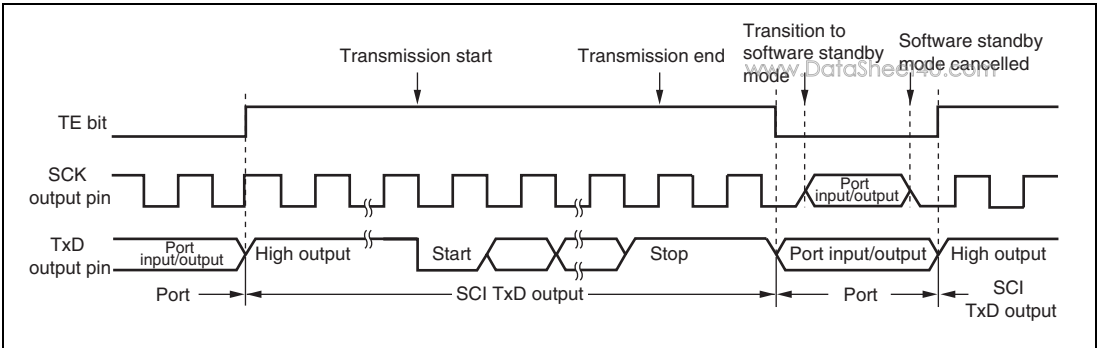 Transmission start
Transmission end
Transition to
software standby
mode
Software standby
mode cancelled
www.DataSheet4U.com
TE bit
SCK
output pin
Port
input/output
TxD
output pin
Port
input/output
High output
Start
Stop
Port input/output
High output
Port
SCI TxD output
Port
SCI
TxD output